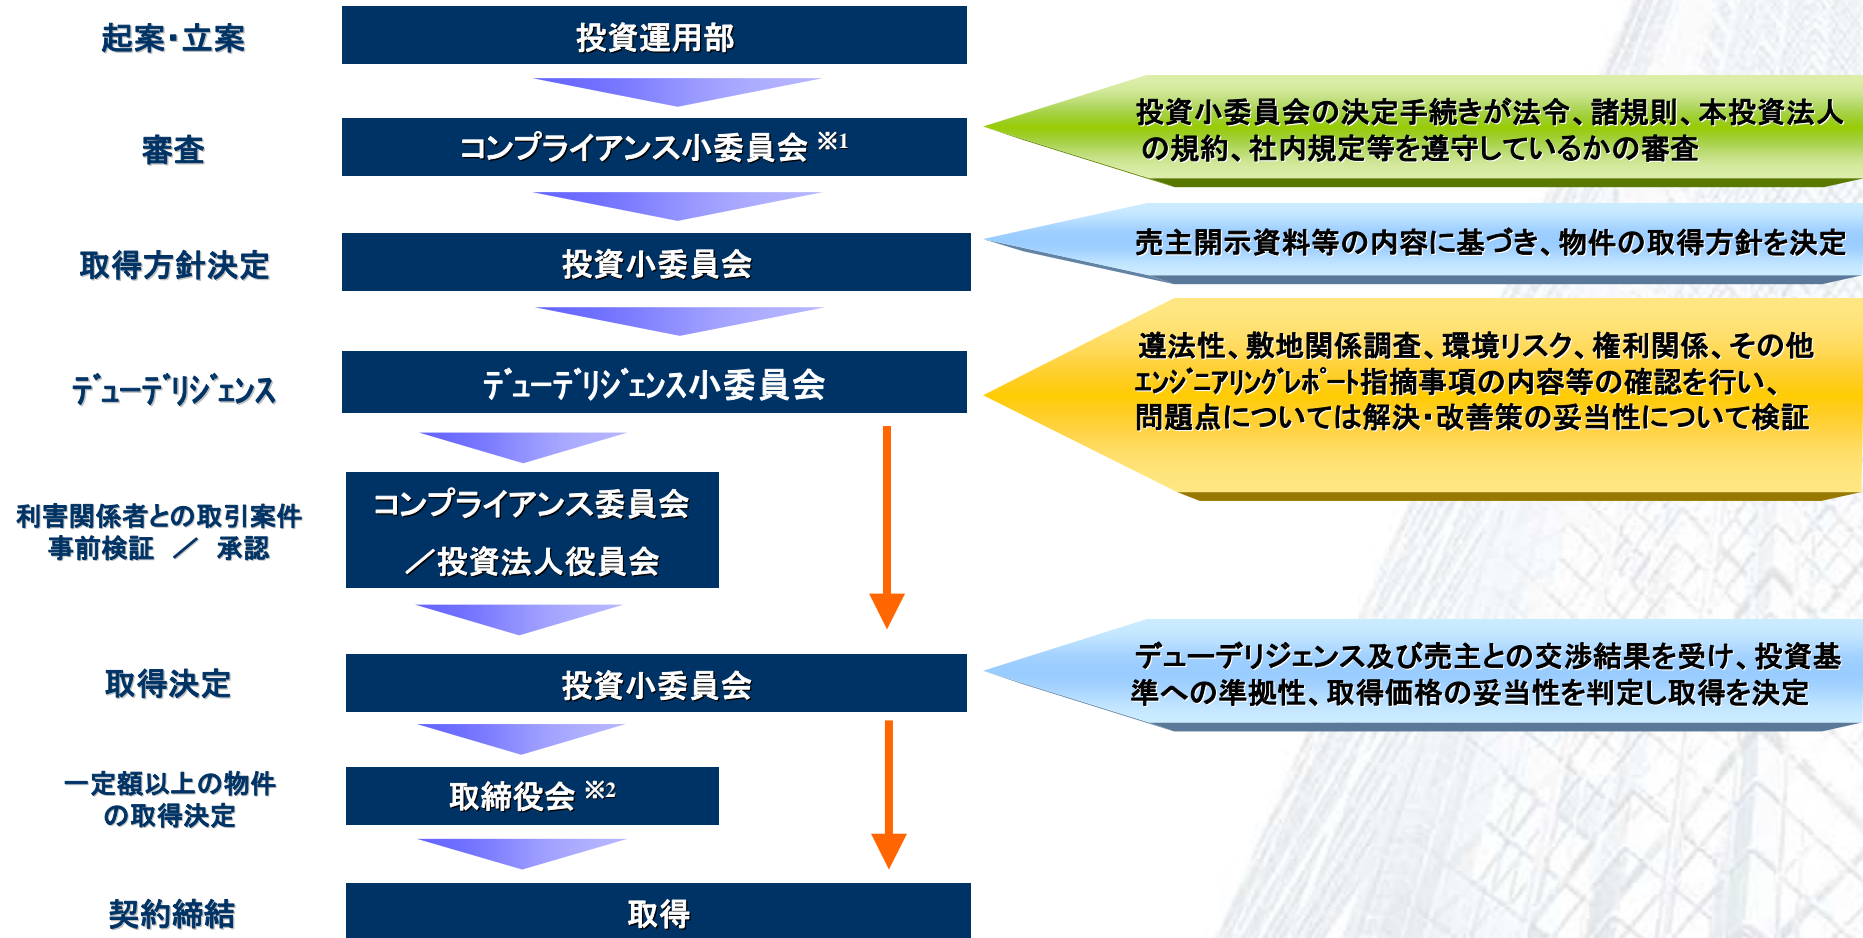 起案・立案
投資運用部
審査
コンプライアンス小委員会 ※1
投資小委員会の決定手続きが法令、諸規則、本投資法人
の規約、社内規定等を遵守しているかの審査
取得方針決定
投資小委員会
売主開示資料等の内容に基づき、物件の取得方針を決定
ﾃﾞｭｰﾃﾞﾘｼﾞｪﾝｽ
ﾃﾞｭｰﾃﾞﾘｼﾞｪﾝｽ小委員会
遵法性、敷地関係調査、環境リスク、権利関係、その他
ｴﾝｼﾞﾆｱﾘﾝｸﾞﾚﾎﾟｰﾄ指摘事項の内容等の確認を行い、
問題点については解決・改善策の妥当性について検証
利害関係者との取引案件
事前検証 ／ 承認
コンプライアンス委員会
／投資法人役員会
取得決定
投資小委員会
デューデリジェンス及び売主との交渉結果を受け、投資基
準への準拠性、取得価格の妥当性を判定し取得を決定
一定額以上の物件
の取得決定
取締役会 ※2
契約締結
取得